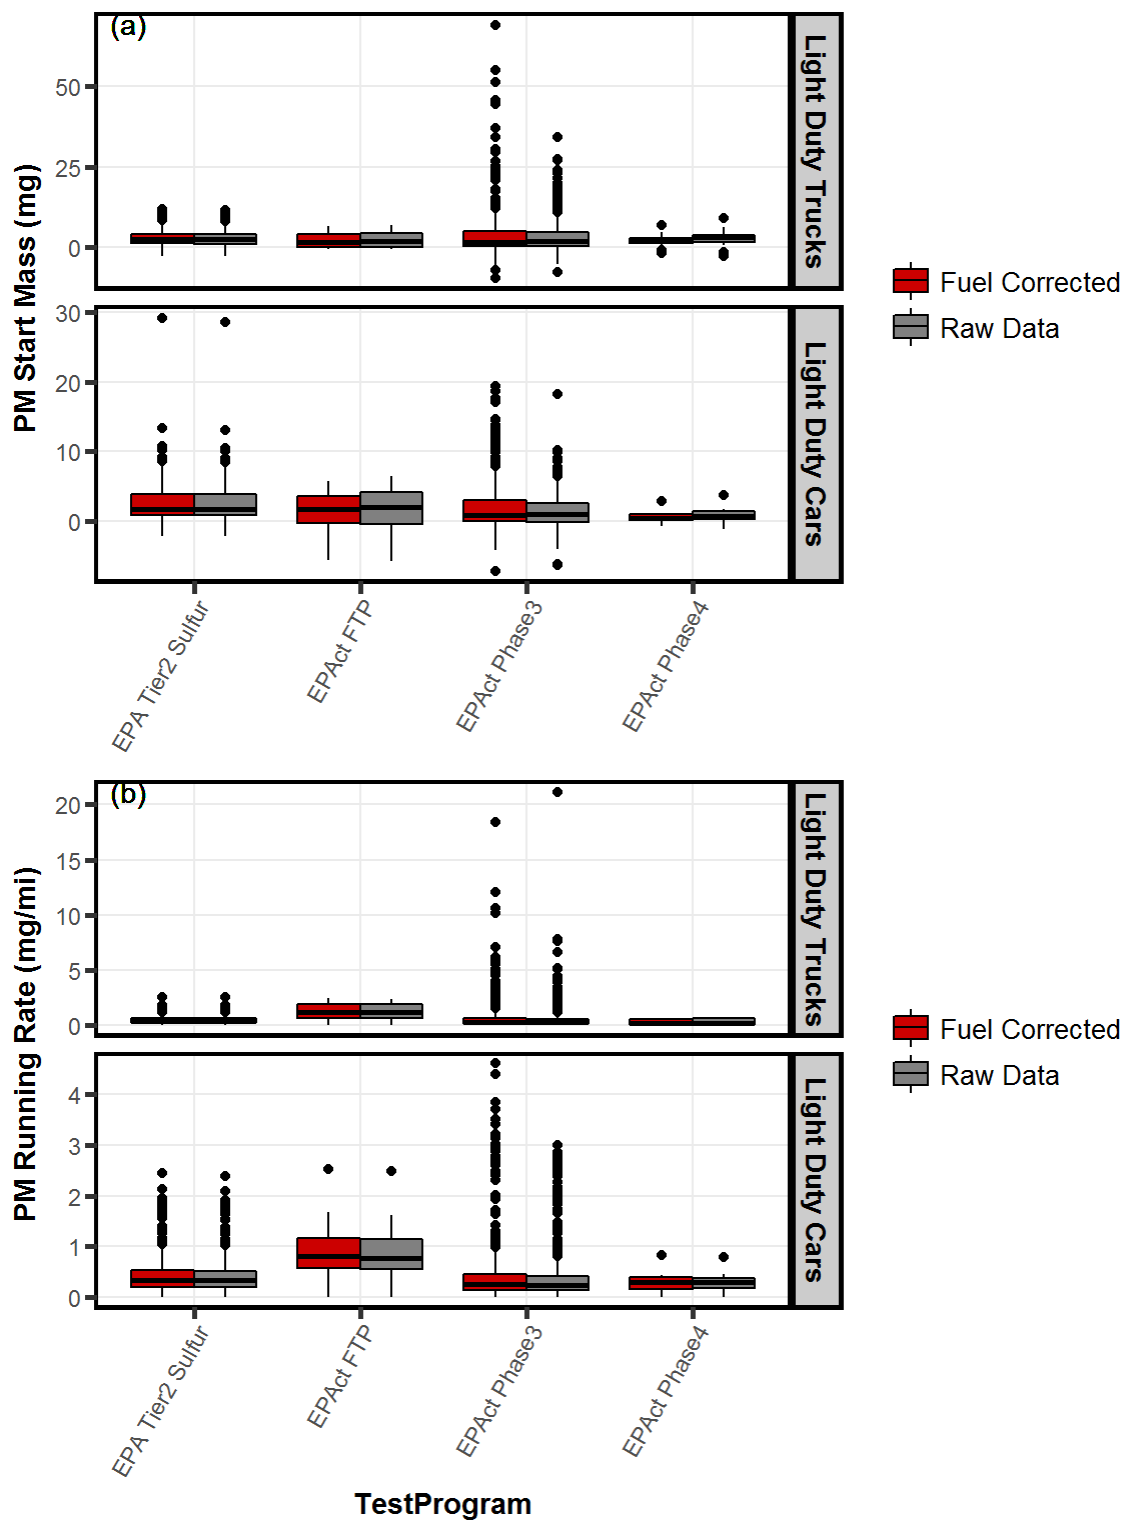 (a)
PM Start Mass (mg)
50
25
0
Light Duty Trucks
30
20
10
0
Light Duty Cars
EPA Tier2 Sulfur
EPAct FTP
EPAct Phase3
EPAct Phase4
Fuel Corrected
Raw Data
(b)
PM Running Rate (mg/mi)
20
15
10
5
0
Light Duty Trucks
4
3
2
1
0
Light Duty Cars
EPA Tier2 Sulfur
EPAct FTP
EPAct Phase3
EPAct Phase4
TestProgram
Fuel Corrected
Raw Data